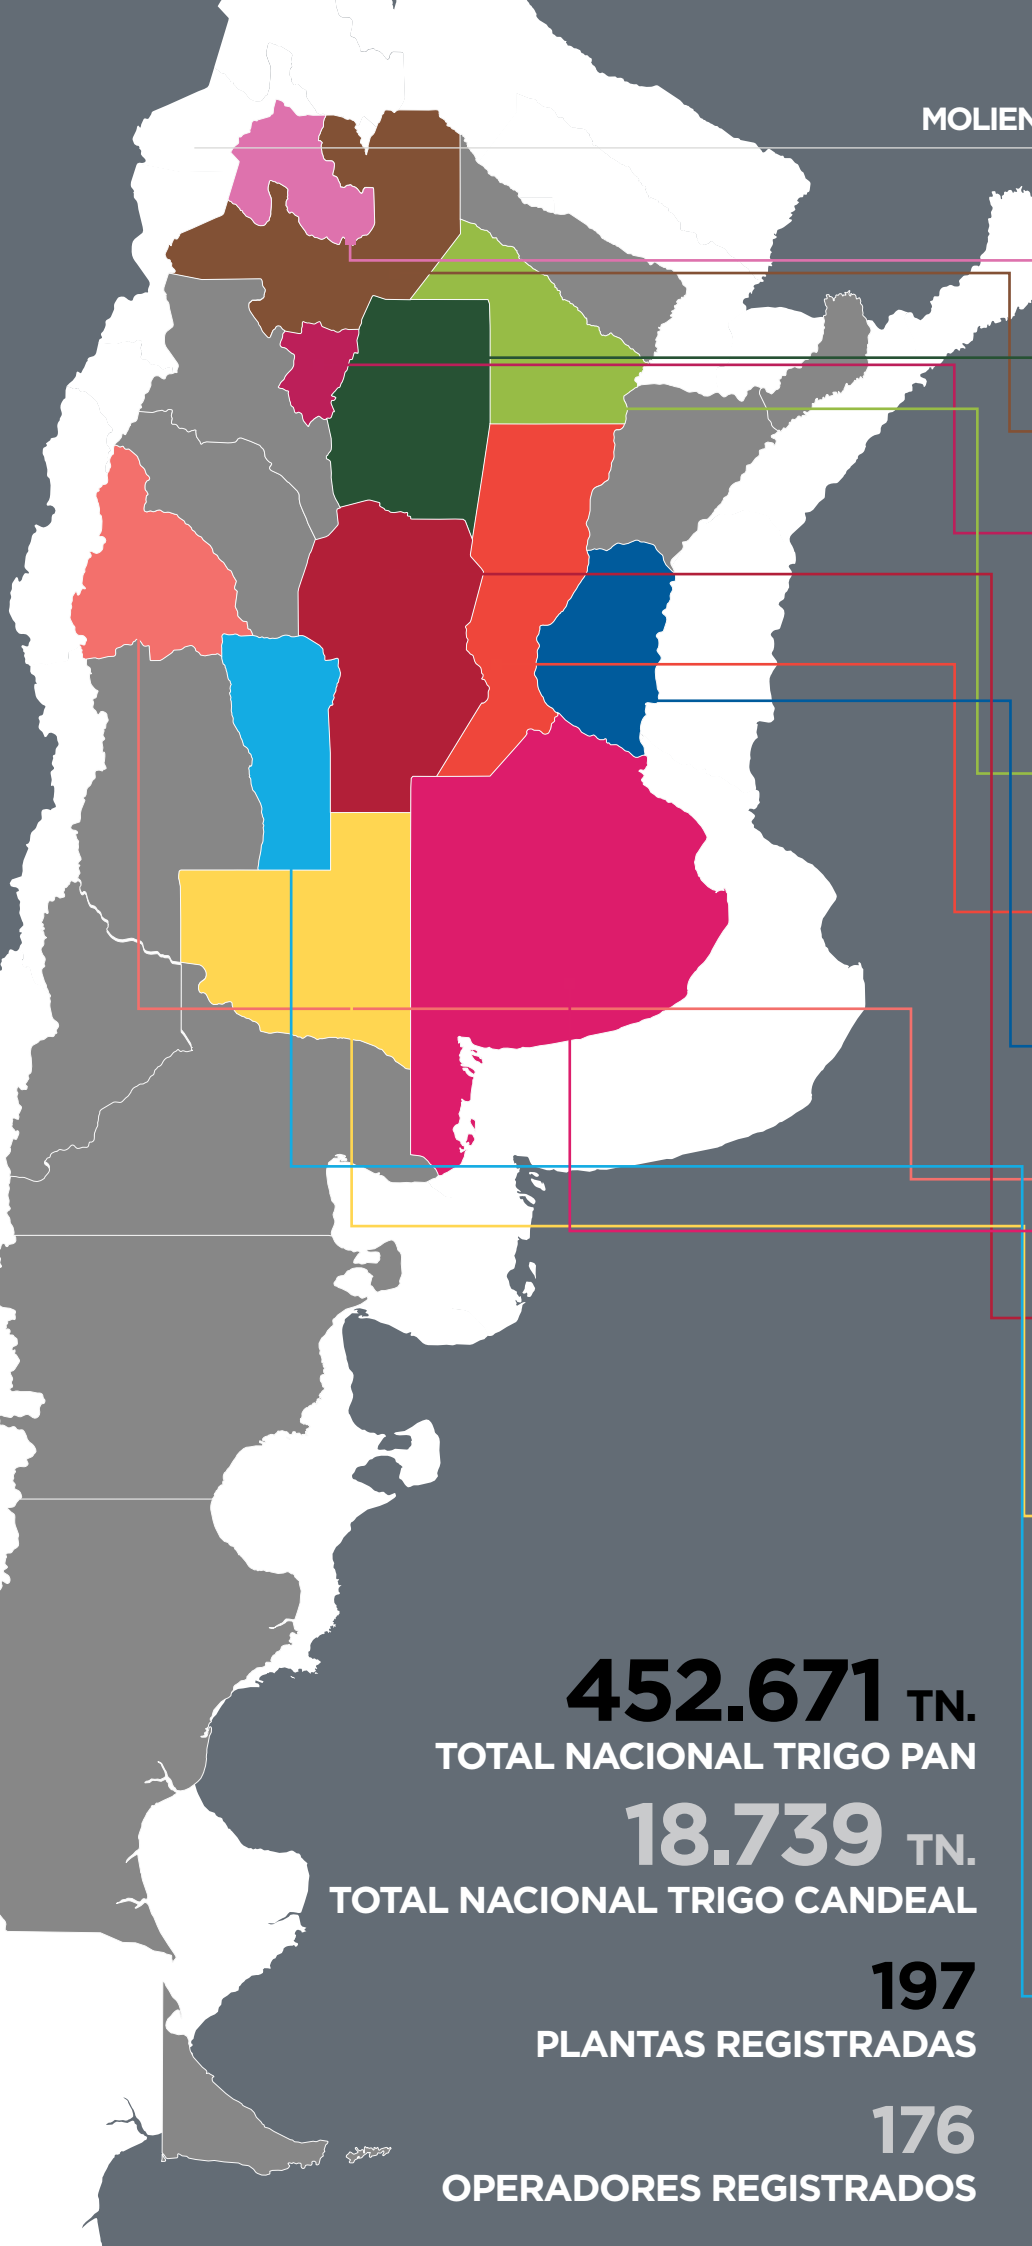 MOLIEN
452.671 TN.
TOTAL NACIONAL TRIGO PAN
18.739 TN.
TOTAL NACIONAL TRIGO CANDEAL
197
PLANTAS REGISTRADAS
176
OPERADORES REGISTRADOS